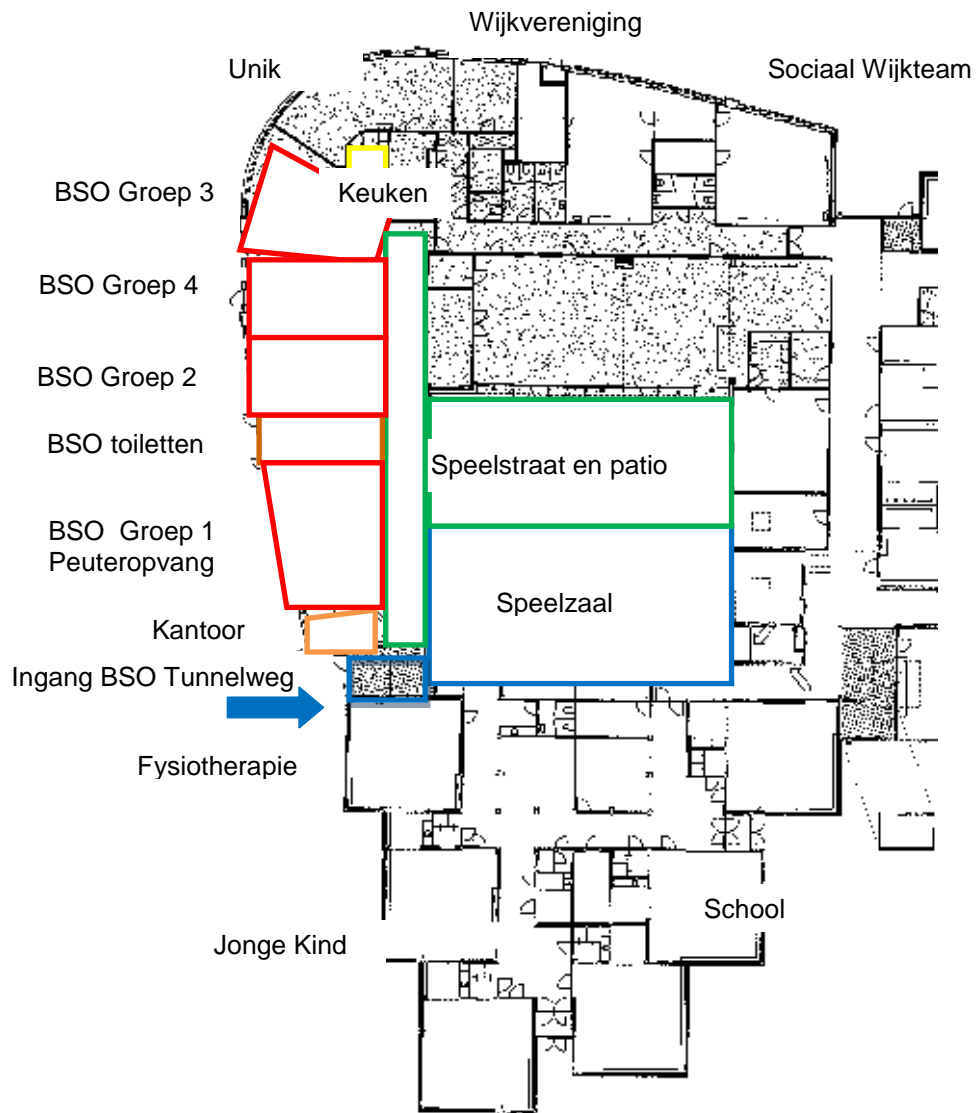 Wijkvereniging
Unik
Sociaal Wijkteam
BSO Groep 3
Keuken
BSO Groep 4
BSO Groep 2
BSO toiletten
Speelstraat en patio
BSO Groep 1
Peuteropvang
Speelzaal
Kantoor
Ingang BSO Tunnelweg
Fysiotherapie
School
Jonge Kind